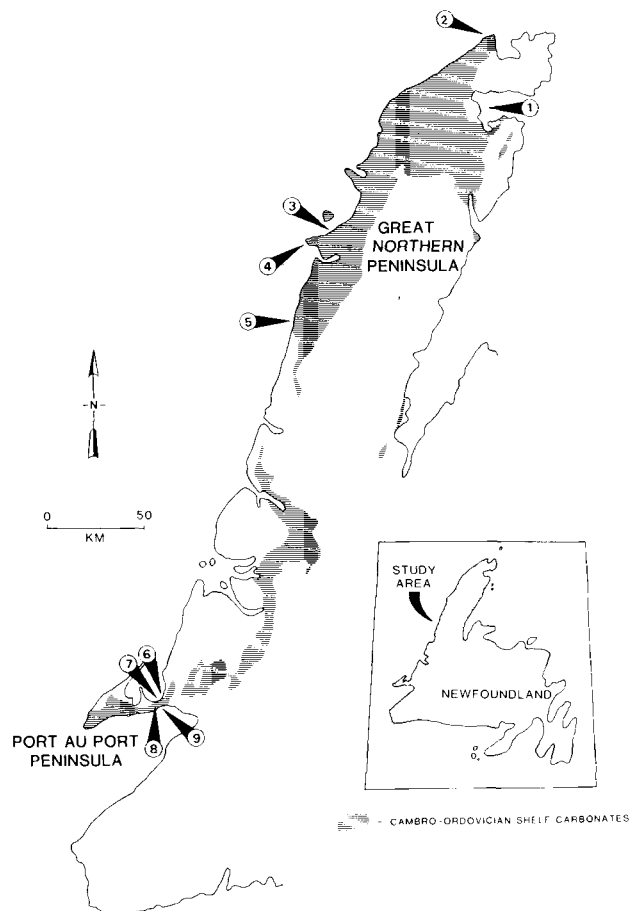 2
1
3
GREAT
NORTHERN
PENINSULA
4
5
-N-
0 50
KM
STUDY
AREA
NEWFOUNDLAND
7 6
PORT AU PORT
PENINSULA
8 9
- CAMBRO-ORDOVICIAN SHELF CARBONATES